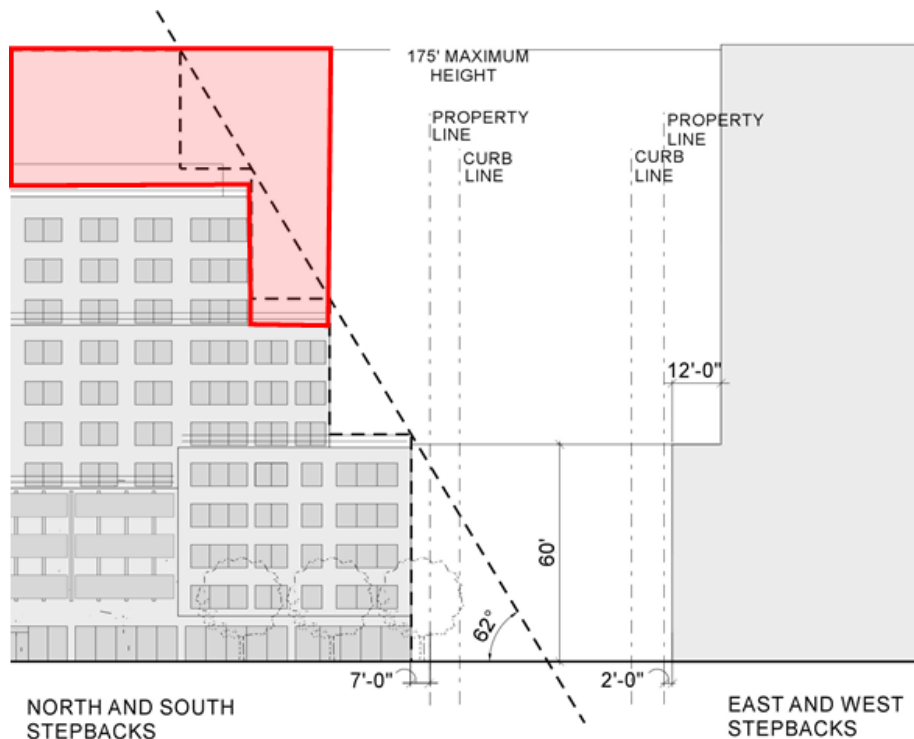 175' MAXIMUM
HEIGHT
PROPERTY
LINE
CURB
LINE
PROPERTY
LINE
CURB
LINE
12'-0"
60'
62°
7'-0"
2'-0"
NORTH AND SOUTH
STEPBACKS
EAST AND WEST
STEPBACKS